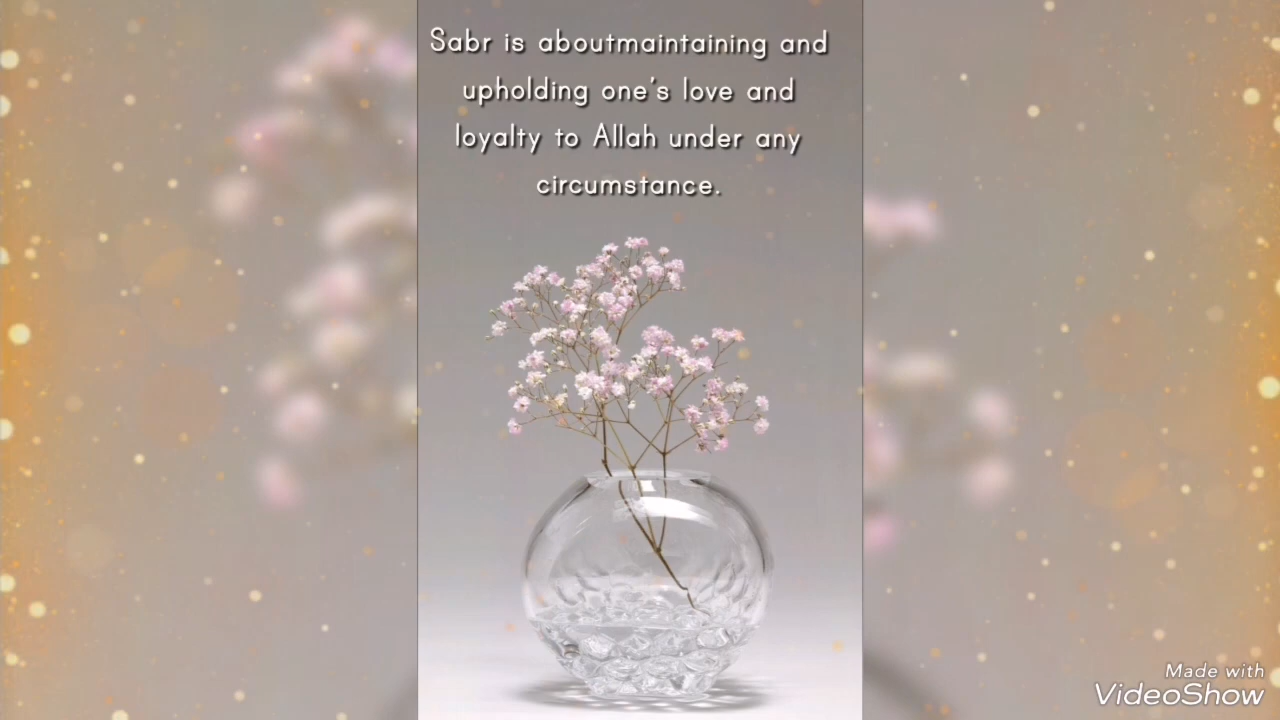 Sabr is aboutmaintaining and
upholding one's love and
loyalty to Allah under any
circumstance.
Made with
VideoShow